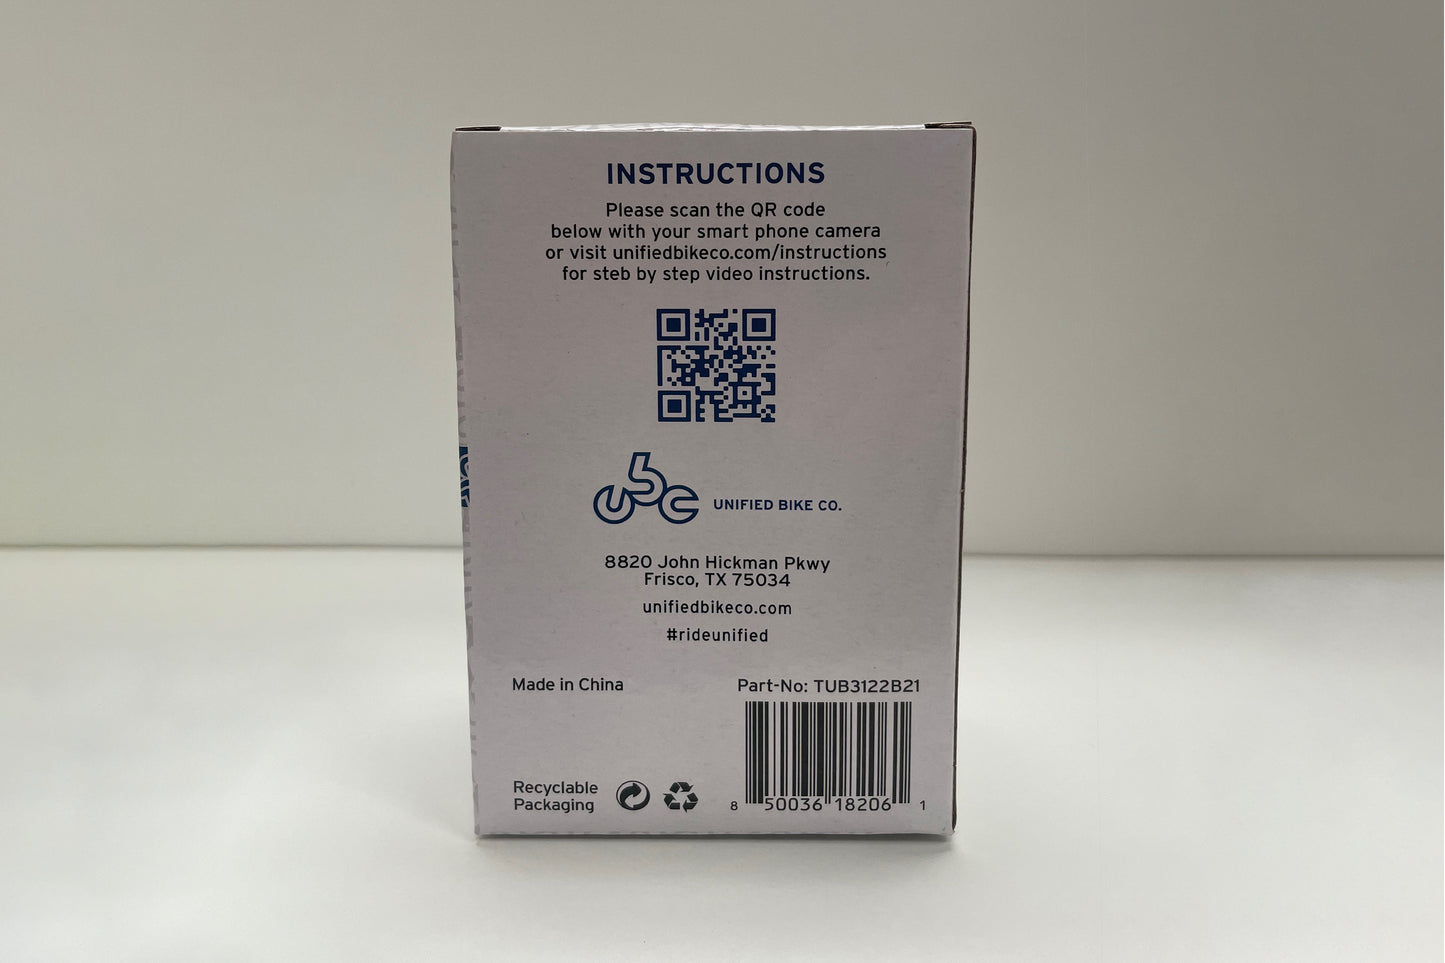 INSTRUCTIONS
Please scan the QR code
below with your smart phone camera
or visit unifiedbikeco.com/instructions
for steb by step video instructions.
ubc
UNIFIED BIKE CO.
8820 John Hickman Pkwy
Frisco, TX 75034
unifiedbikeco.com
#rideunified
Made in China
Part-No: TUB3122B21
Recyclable
Packaging
8 50036 18206 1